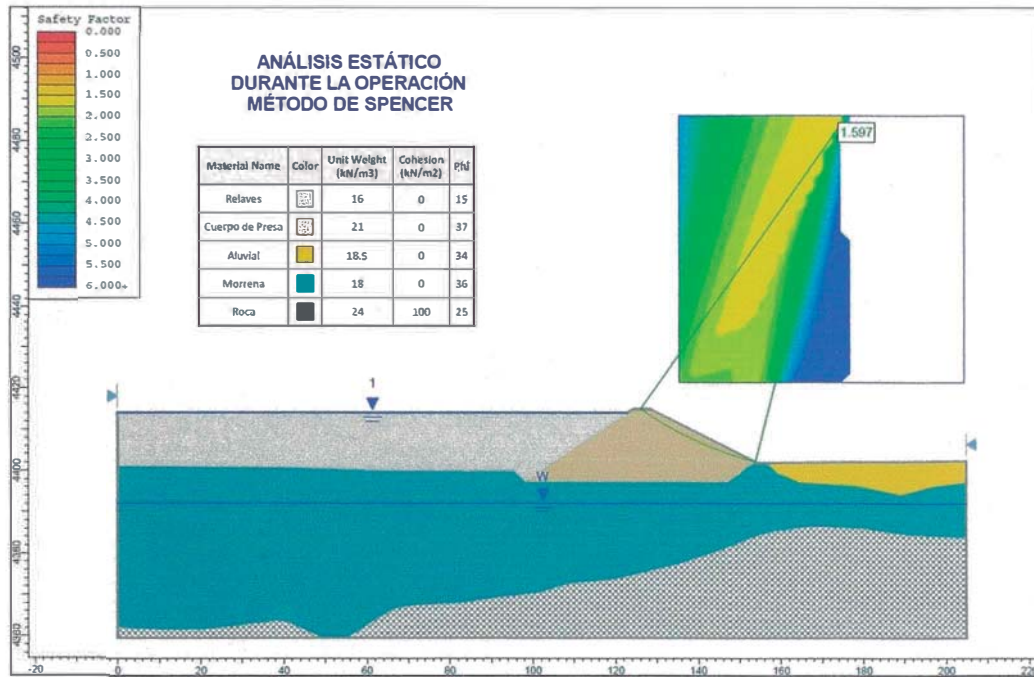 Safety Factor
0.000
0.500
1.000
1.500
2.000
2.500
3.000
3.500
4.000
4.500
5.000
5.500
6.000+
ANÁLISIS ESTÁTICO
DURANTE LA OPERACIÓN
MÉTODO DE SPENCER
Material Name Color Unit Weight (kN/m3) Cohesion (kN/m2) Phi
Relaves 16 0 15
Cuerpo de Presa 21 0 37
Aluvial 18.5 0 34
Morrena 18 0 36
Roca 24 100 25
1.597
1
W
4500
4480
4460
4440
4420
4400
4380
4360
-20 0 20 40 60 80 100 120 140 160 180 200 220